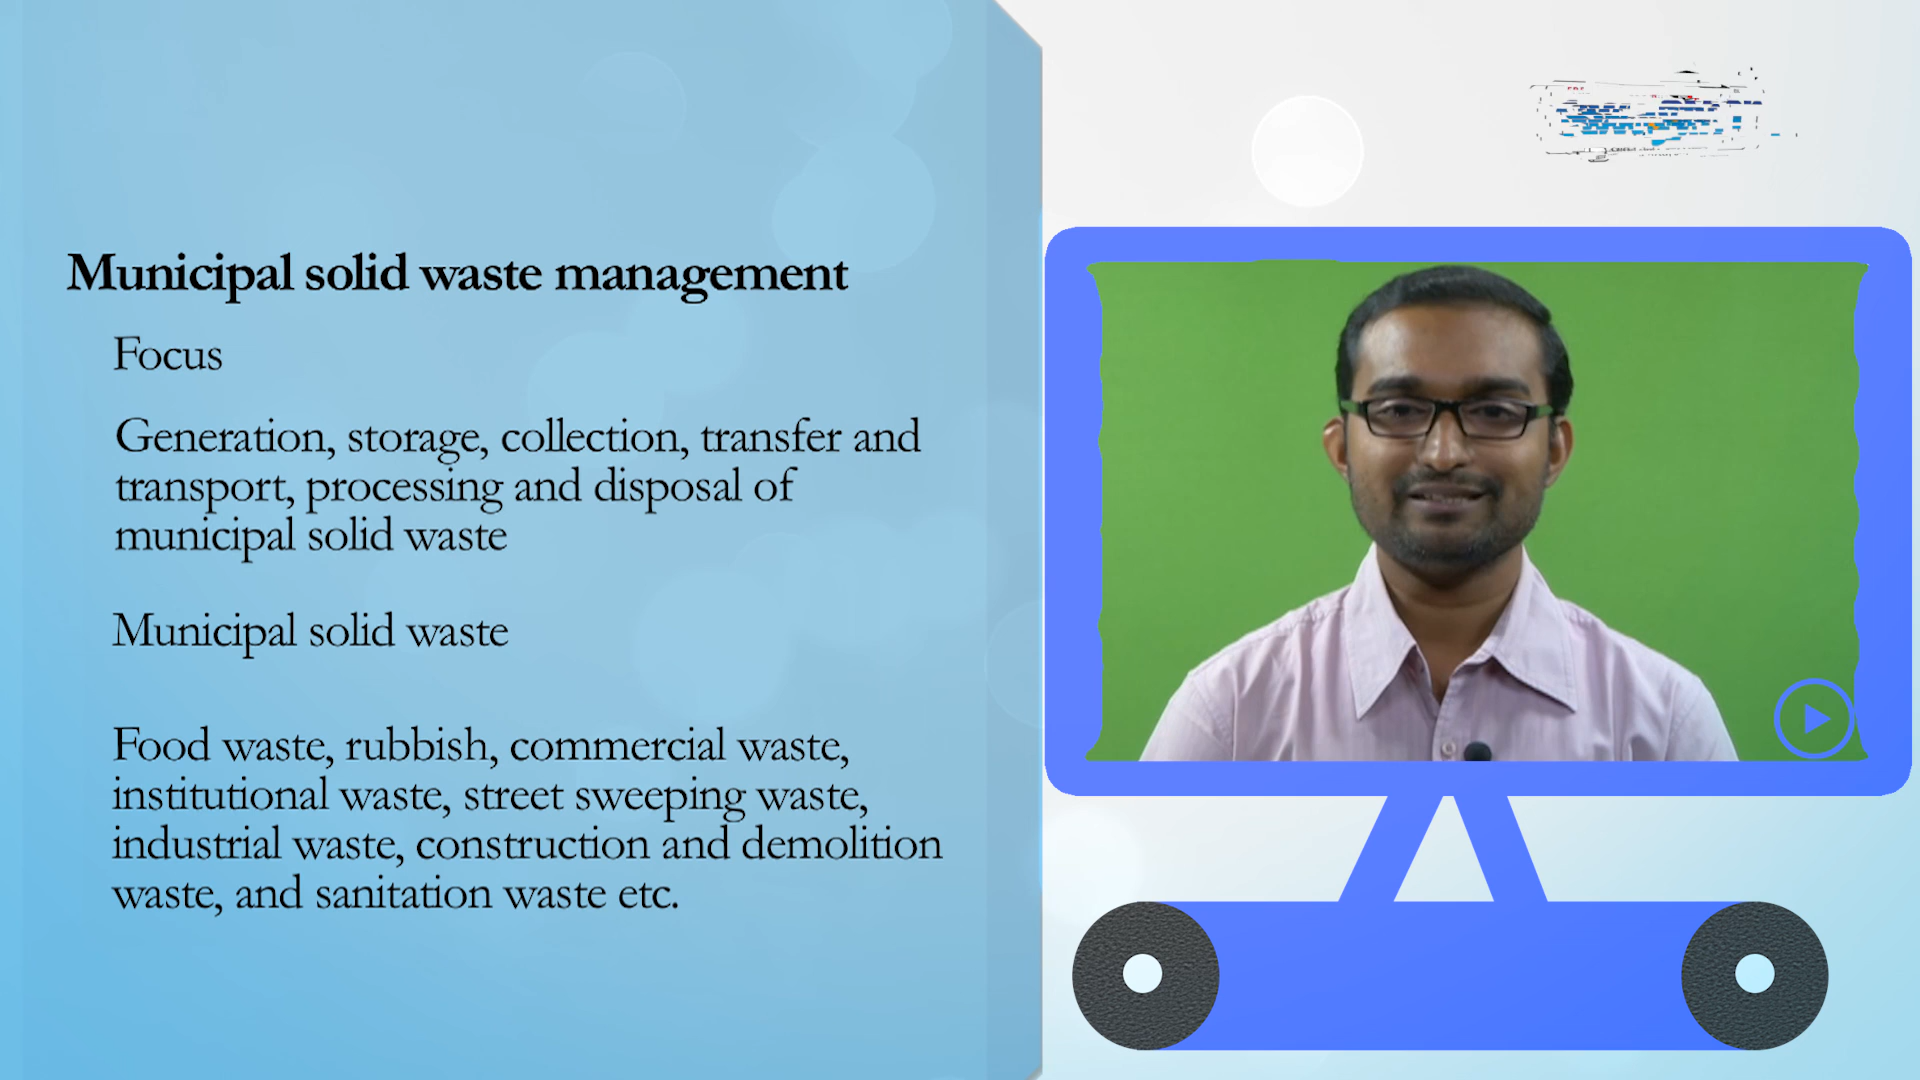 Municipal solid waste management
Focus
Generation, storage, collection, transfer and
transport, processing and disposal of
municipal solid waste
Municipal solid waste
Food waste, rubbish, commercial waste,
institutional waste, street sweeping waste,
industrial waste, construction and demolition
waste, and sanitation waste etc.